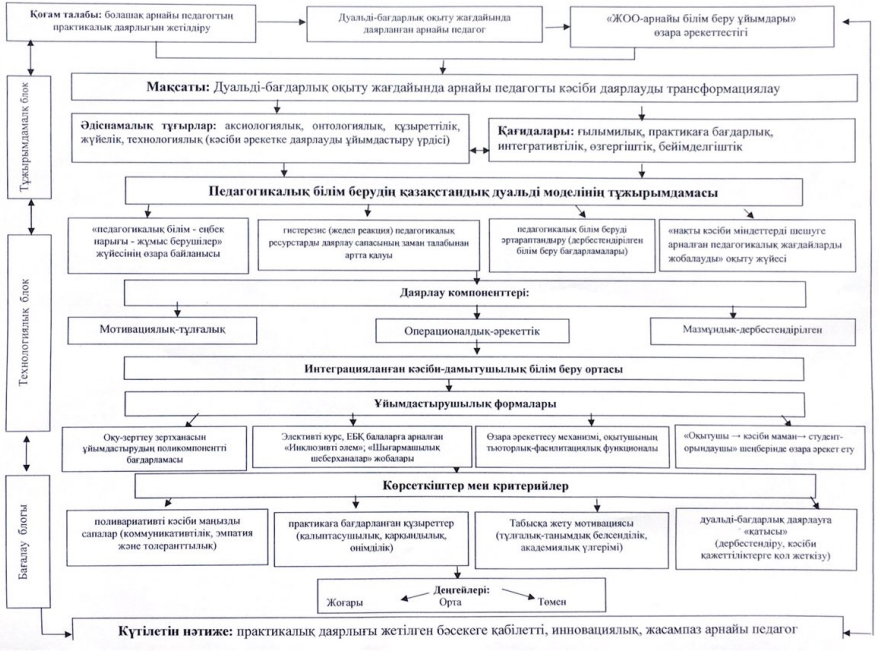 Қоғам талабы: болашақ арнайы педагогтың
практикалық даярлығын жетілдіру
Дуальді-бағдарлық оқыту жағдайында
даярланған арнайы педагог
«ЖОО-арнайы білім беру ұйымдары»
өзара әрекеттестігі
Тұжырымдамалк блок
Мақсаты: Дуальді-бағдарлық оқыту жағдайында арнайы педагогты кәсіби даярлауды трансформациялау
Әдіснамалық тұғырлар: аксиологиялық, онтологиялық, құзыреттілік,
жүйелік, технологиялық (кәсіби әрекетке даярлауды ұйымдастыру үрдісі)
Қағидалары: ғылымилық, практикаға бағдарлық,
интегративтілік, өзгергіштік, бейімделгіштік
Педагогикалық білім берудің қазақстандық дуальді моделінің тұжырымдамасы
Технологиялық блок
«педагогикалық білім - еңбек
нарығы - жұмыс берушілер»
жүйесінің өзара байланысы
гистерезис (жедел реакция) педагогикалық
ресурстарды даярлау сапасының заман талабынан
артта қалуы
педагогикалық білім беруді
әртараптандыру (дербестендірілген
білім беру бағдарламалары)
«нақты кәсіби міндеттерді шешуге
арналған педагогикалық жағдайларды
жобалауды» оқыту жүйесі
Даярлау компоненттері:
Мотивациялық-тұлғалық
Операционалдық-әрекеттік
Мазмұндық-дербестендірілген
Интеграцияланған кәсіби-дамытушылық білім беру ортасы
Ұйымдастырушылық формалары
Оқу-зерттеу зертханасын
ұйымдастырудың поликомпонентті
бағдарламасы
Элективті курс, ЕБҚ балаларға арналған
«Инклюзивті әлем»; «Шығармашылық
шеберханалар» жобалары
Өзара әрекеттесу механизмі, оқытушының
тьюторлық-фасилитациялық функционалы
«Оқытушы → кәсіби маман→ студент-
орындаушы» шеңберінде өзара әрекет ету
Бағалау блогы
Көрсеткіштер мен критерийлер
поливариативті кәсіби маңызды
сапалар (коммуникативтілік, эмпатия
және толеранттылық)
практикаға бағдарланған құзыреттер
(қалыптасушылық, қарқындылық,
өнімділік)
Табысқа жету мотивациясы
(тұлғалық-танымдық белсенділік,
академиялық үлгерімі)
дуальді-бағдарлық даярлауға
«қатысы»
(дербестендіру, кәсіби
қажеттіліктерге қол жеткізу)
Деңгейлері:
Жоғары Орта Төмен
Күтілетін нәтиже: практикалық даярлығы жетілген бәсекеге қабілетті, инновациялық, жасампаз арнайы педагог